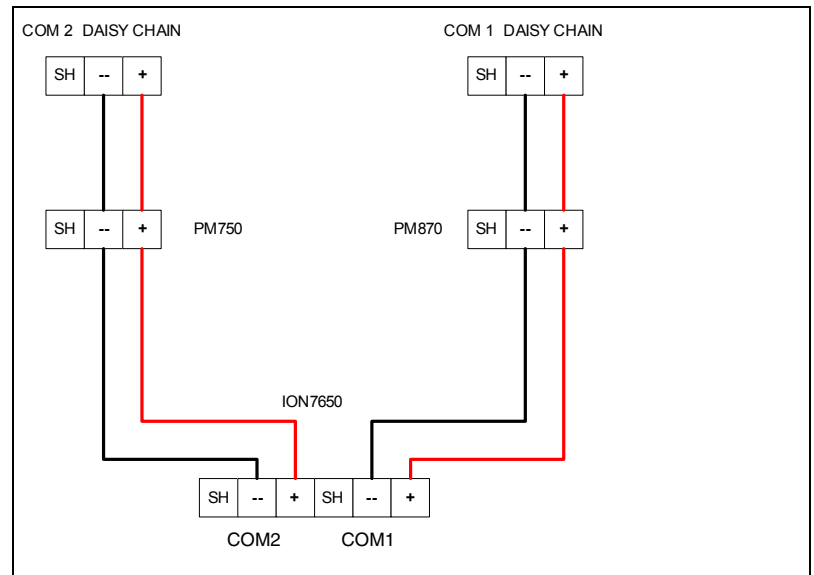 COM 2 DAISY CHAIN COM 1 DAISY CHAIN
SH -- + SH -- +
SH -- + PM750 PM870 SH -- +
ION7650
SH -- + SH -- +
COM2 COM1